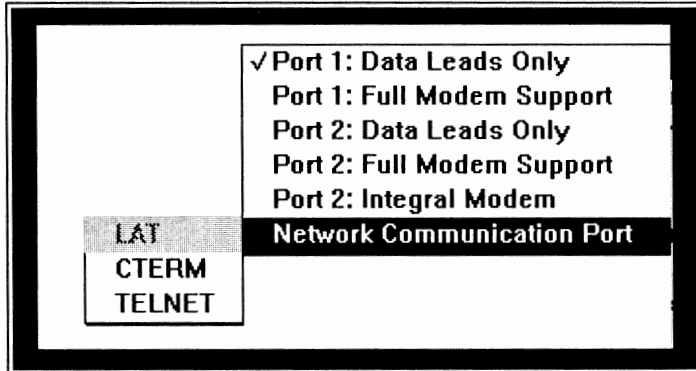 √ Port 1: Data Leads Only
Port 1: Full Modem Support
Port 2: Data Leads Only
Port 2: Full Modem Support
Port 2: Integral Modem
LAT Network Communication Port
CTERM
TELNET